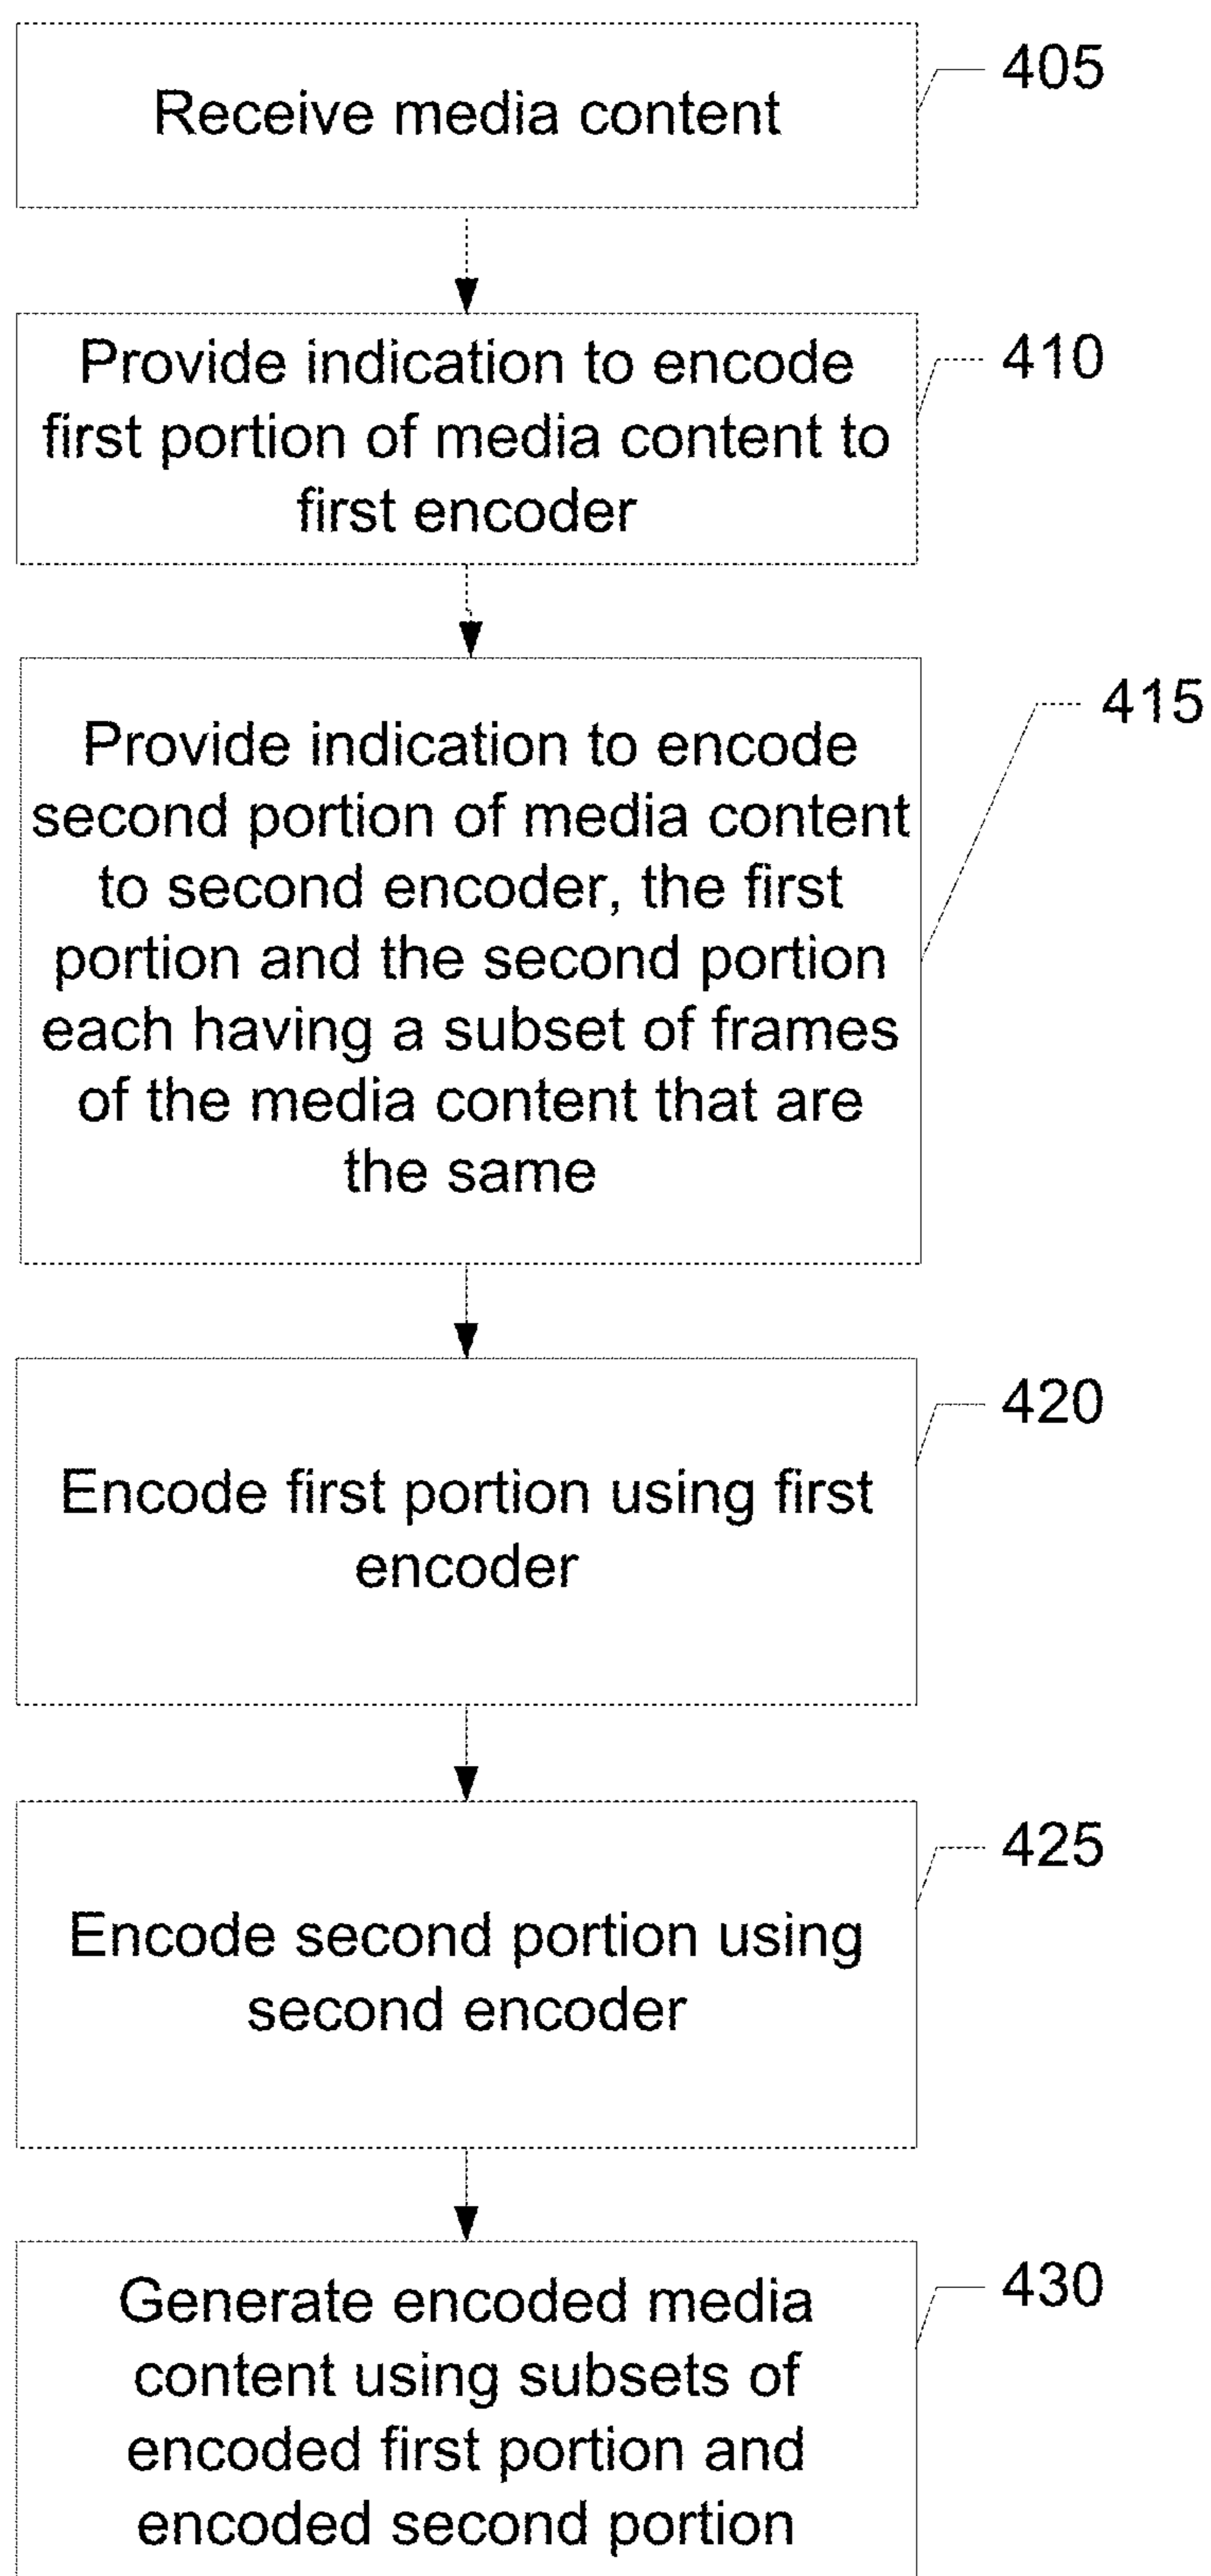 Receive media content
405
Provide indication to encode
first portion of media content to
first encoder
410
Provide indication to encode
second portion of media content
to second encoder, the first
portion and the second portion
each having a subset of frames
of the media content that are
the same
415
Encode first portion using first
encoder
420
Encode second portion using
second encoder
425
Generate encoded media
content using subsets of
encoded first portion and
encoded second portion
430